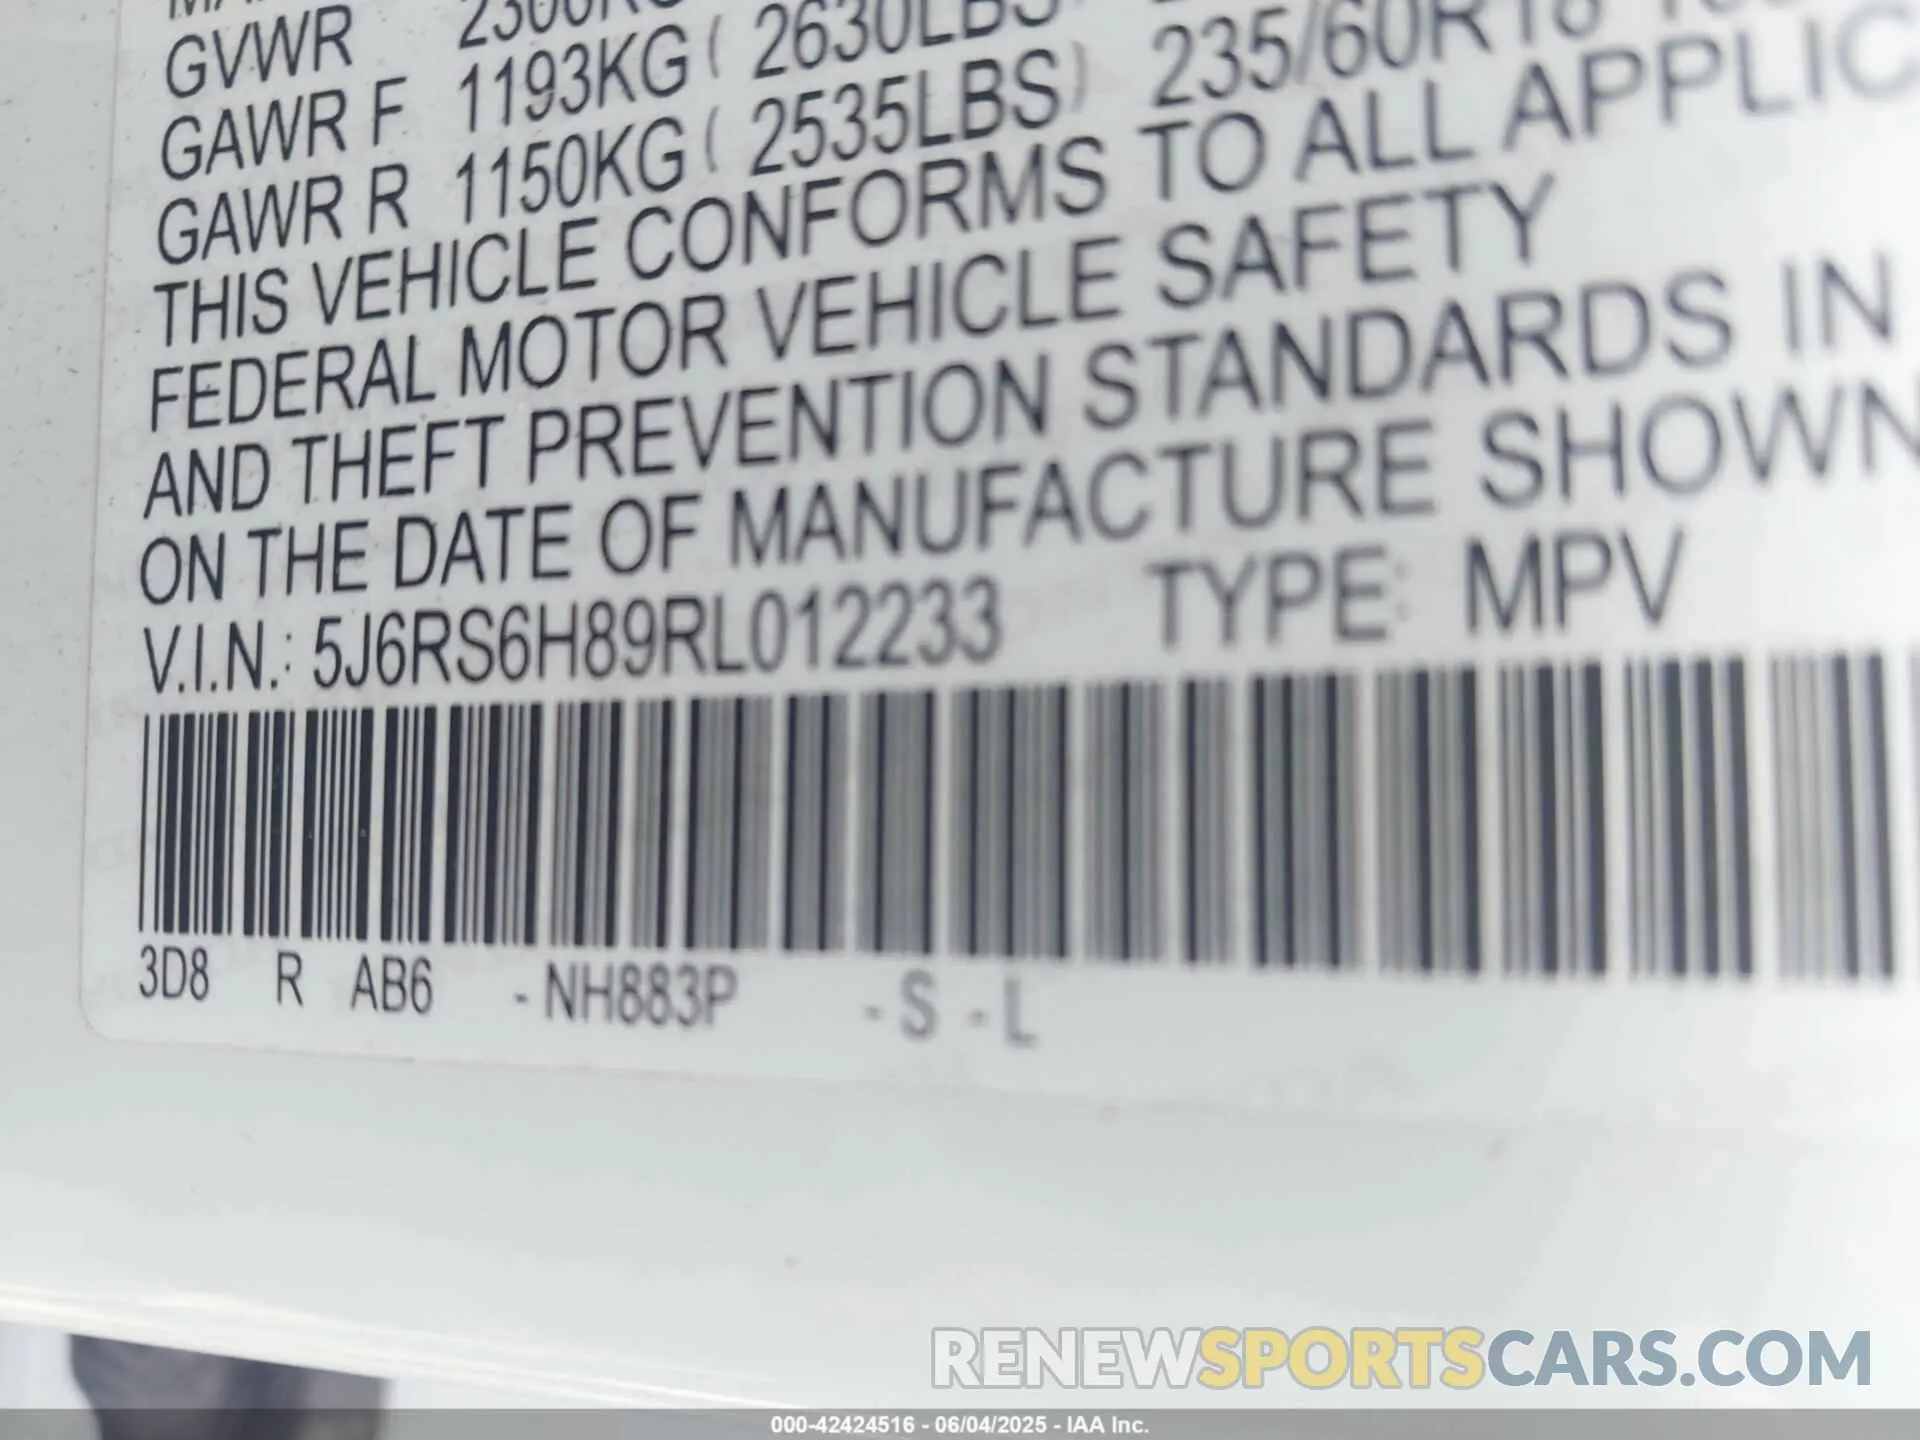 GVWR
GAWR F 1193KG ( 2630LBS
GAWR R 1150KG ( 2535LBS) 235/60R18
THIS VEHICLE CONFORMS TO ALL APPLIC
FEDERAL MOTOR VEHICLE SAFETY
AND THEFT PREVENTION STANDARDS IN
ON THE DATE OF MANUFACTURE SHOWN
V.I.N.: 5J6RS6H89RL012233 TYPE: MPV
3D8 R AB6 - NH883P - S - L
RENEWSPORTSCARS.COM
000-42424516 - 06/04/2025 - IAA Inc.